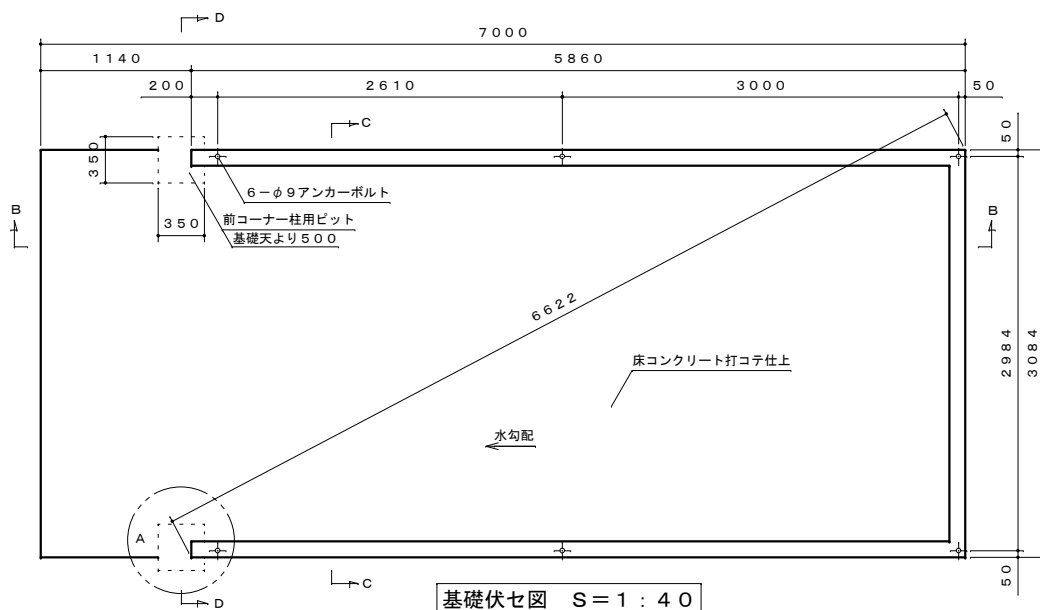 D
7000
1140 5860
200 2610 3000 50
C
50
350
6－φ9アンカーボルト
前コーナー柱用ピット
基礎天より500
350
B
B
6622
2984
3084
床コンクリート打コテ仕上
水勾配
A
50
C
D
基礎伏セ図 S＝1：40